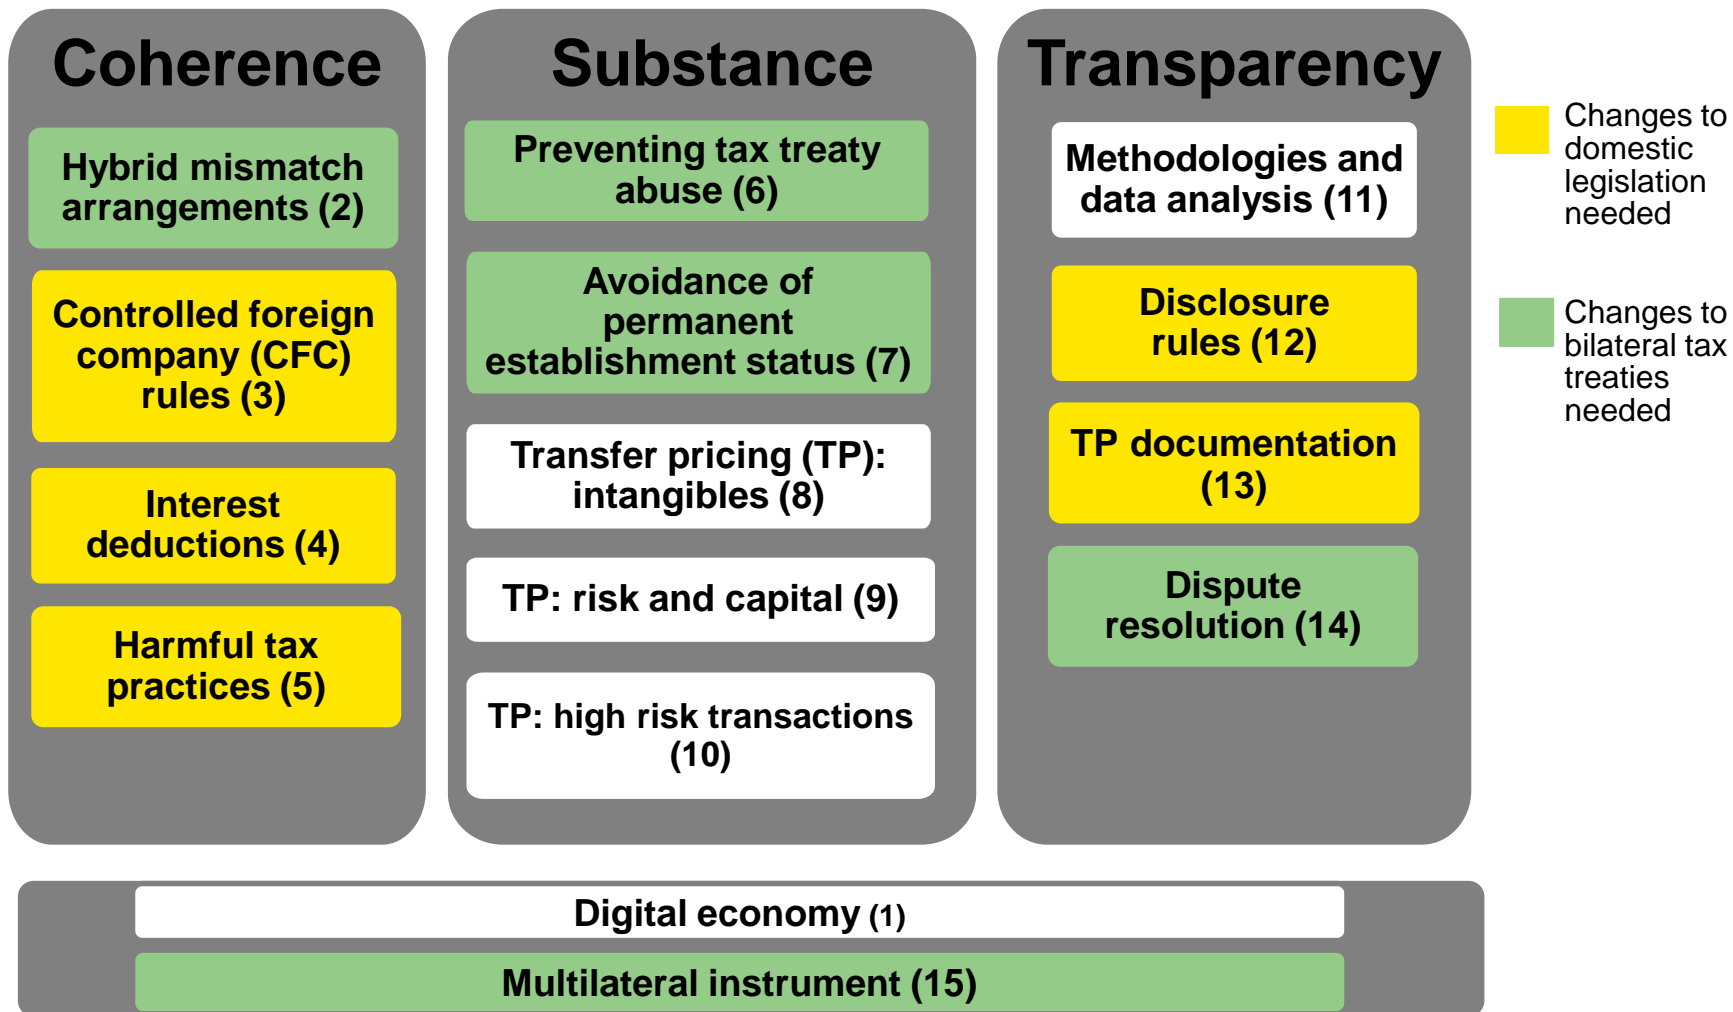 Coherence
Hybrid mismatch
arrangements (2)
Controlled foreign
company (CFC)
rules (3)
Interest
deductions (4)
Harmful tax
practices (5)
Substance
Preventing tax treaty
abuse (6)
Avoidance of
permanent
establishment status (7)
Transfer pricing (TP):
intangibles (8)
TP: risk and capital (9)
TP: high risk transactions
(10)
Transparency
Methodologies and
data analysis (11)
Disclosure
rules (12)
TP documentation
(13)
Dispute
resolution (14)
Changes to
domestic
legislation
needed
Changes to
bilateral tax
treaties
needed
Digital economy (1)
Multilateral instrument (15)